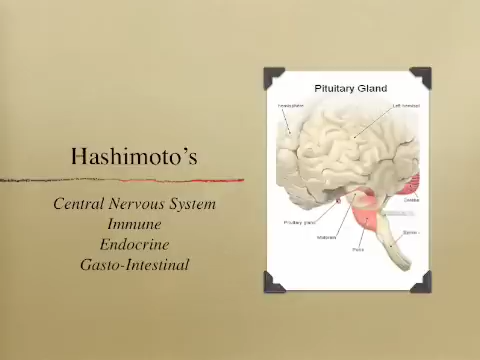 Pituitary Gland
Hashimoto's
Central Nervous System
Immune
Endocrine
Gasto-Intestinal
Pituitary gland